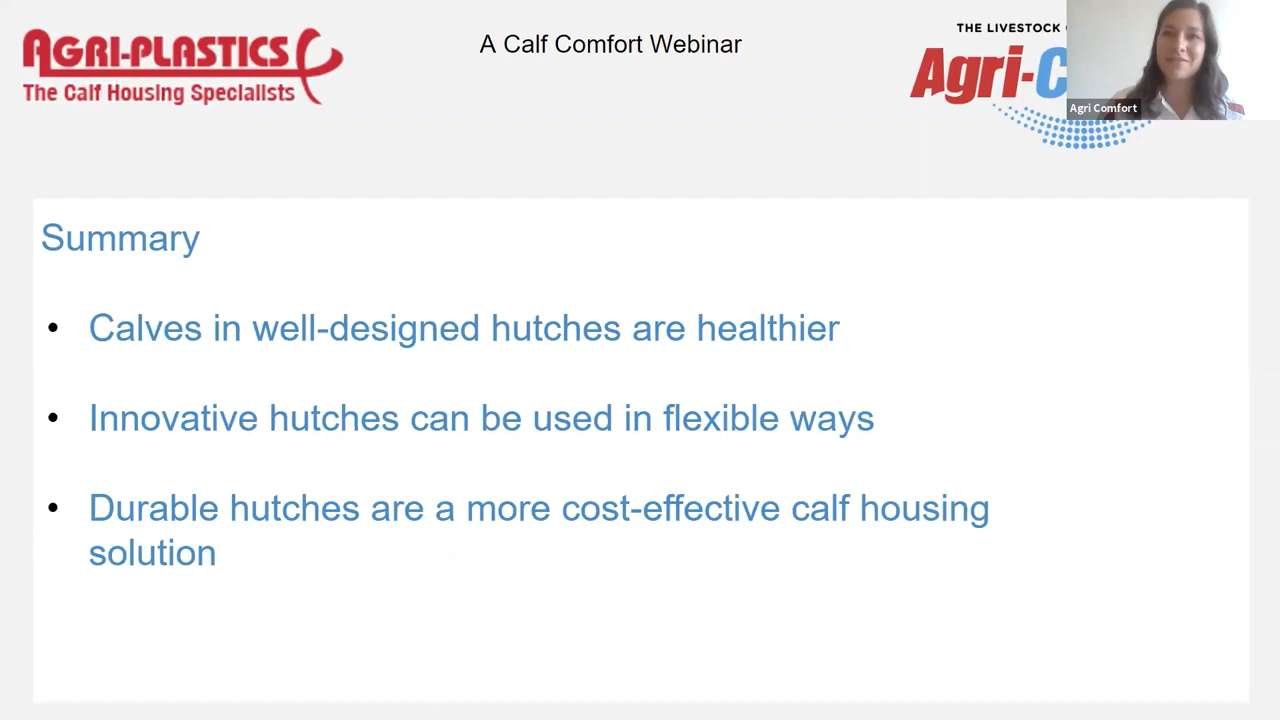 AGRI-PLASTICS
The Calf Housing Specialists
A Calf Comfort Webinar
THE LIVESTOCK
Agri-C
Agri Comfort
Summary
• Calves in well-designed hutches are healthier
• Innovative hutches can be used in flexible ways
• Durable hutches are a more cost-effective calf housing
solution